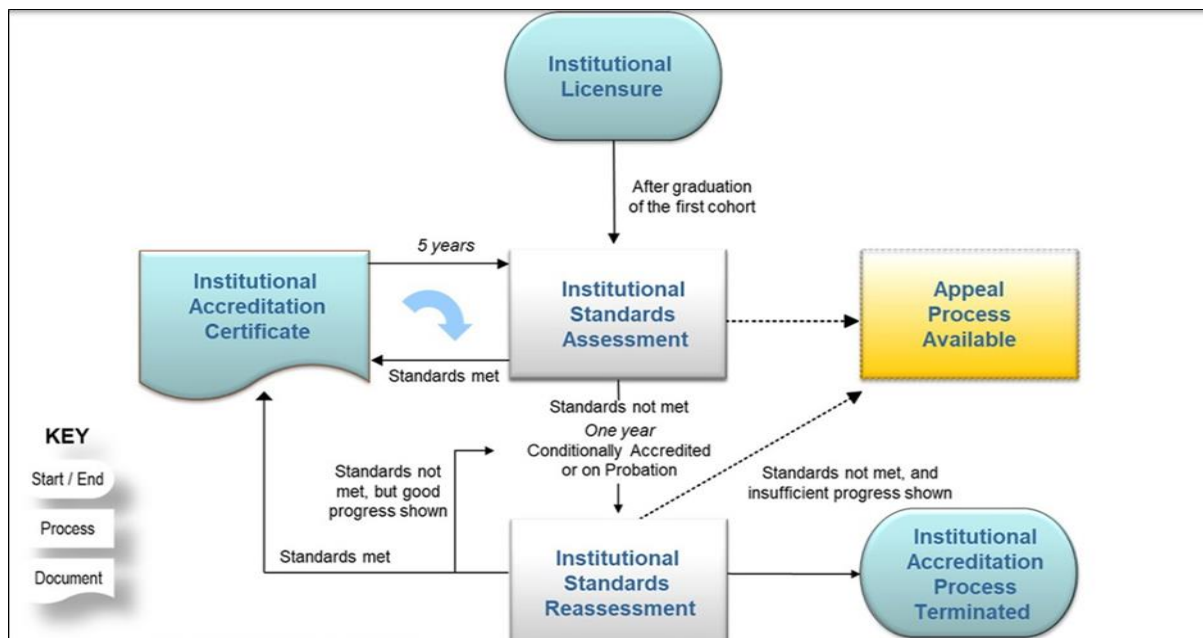 Institutional
Licensure
After graduation
of the first cohort
5 years
Institutional
Accreditation
Certificate
Institutional
Standards
Assessment
Appeal
Process
Available
Standards met
Standards not met
One year
Conditionally Accredited
or on Probation
KEY
Start / End
Process
Document
Standards not
met, but good
progress shown
Standards not met, and
insufficient progress shown
Standards met
Institutional
Standards
Reassessment
Institutional
Accreditation
Process
Terminated